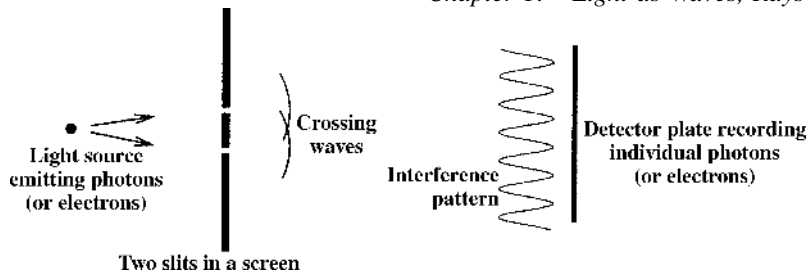 Chapter 1. Light as Waves, Rays
Crossing
waves
Light source
emitting photons
(or electrons)
Two slits in a screen
Interference
pattern
Detector plate recording
individual photons
(or electrons)